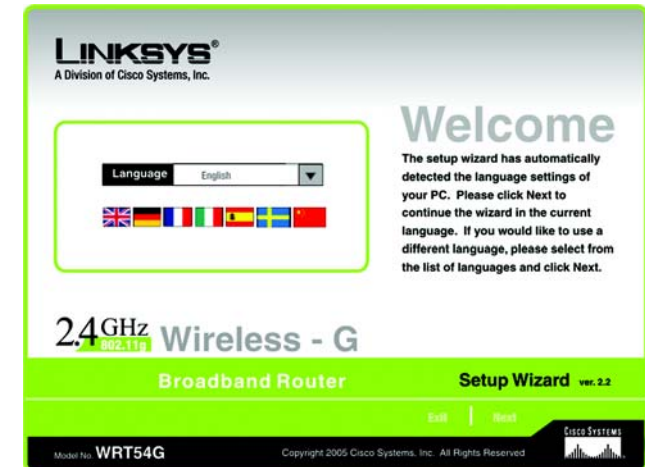 LINKSYS®
A Division of Cisco Systems, Inc.
Welcome
Language English
The setup wizard has automatically
detected the language settings of
your PC. Please click Next to
continue the wizard in the current
language. If you would like to use a
different language, please select from
the list of languages and click Next.
2.4GHz
802.11g
Wireless - G
Broadband Router
Setup Wizard ver. 2.2
Exit | Next
CISCO SYSTEMS
Model No. WRT54G
Copyright 2005 Cisco Systems, Inc. All Rights Reserved